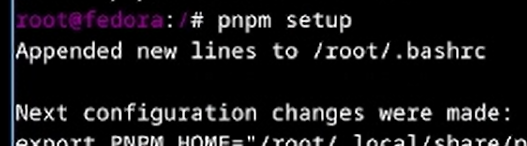 root@fedora:/# pnpm setup
Appended new lines to /root/.bashrc
Next configuration changes were made:
export PNPM_HOME="/root/.local/share/p